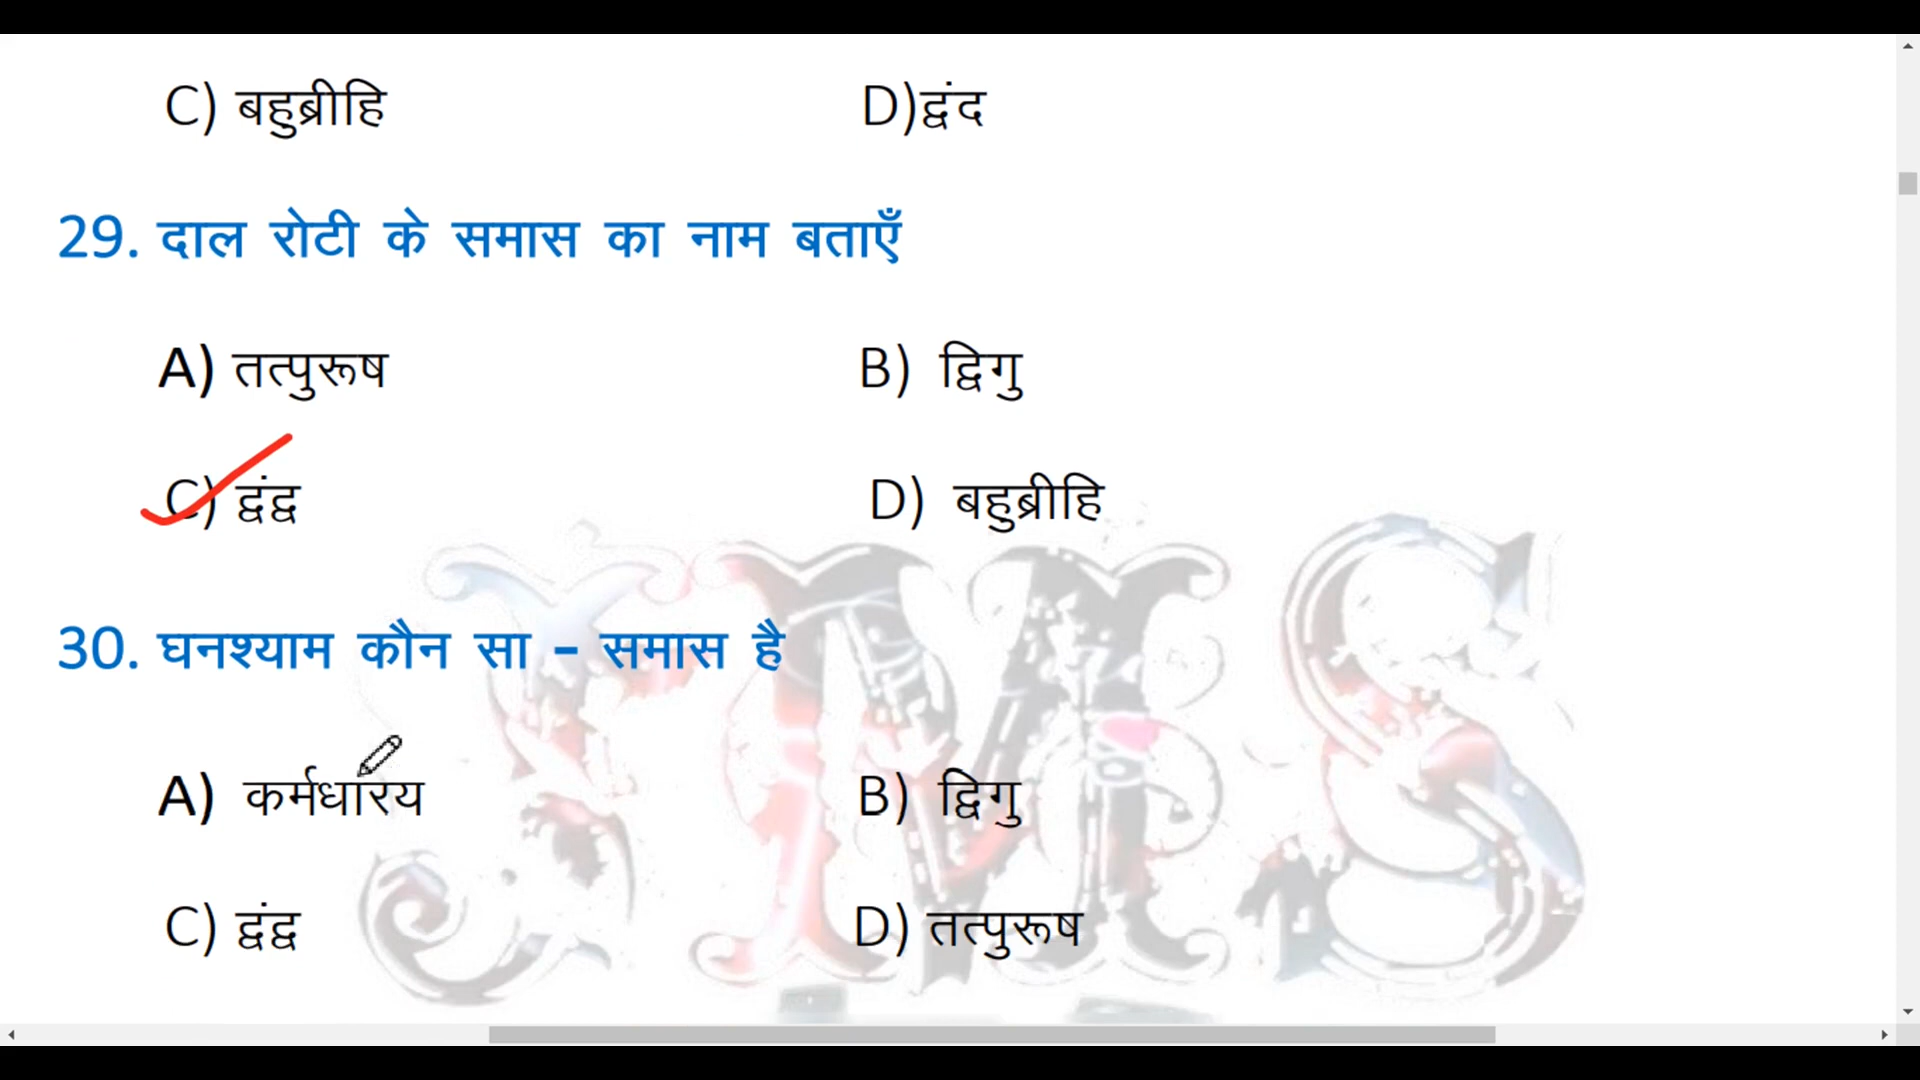 C) बहुब्रीहि D)द्वंद
29. दाल रोटी के समास का नाम बताएँ
A) तत्पुरूष B) द्विगु
C) द्वंद्व D) बहुब्रीहि
30. घनश्याम कौन सा – समास है
A) कर्मधारय B) द्विगु
C) द्वंद्व D) तत्पुरूष